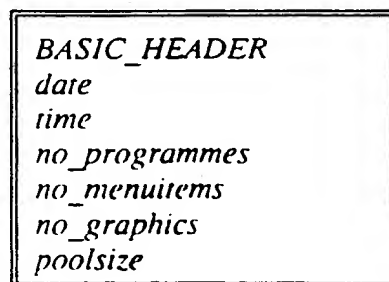 BASIC_HEADER
date
time
no_programmes
no_menuitems
no_graphics
poolsize